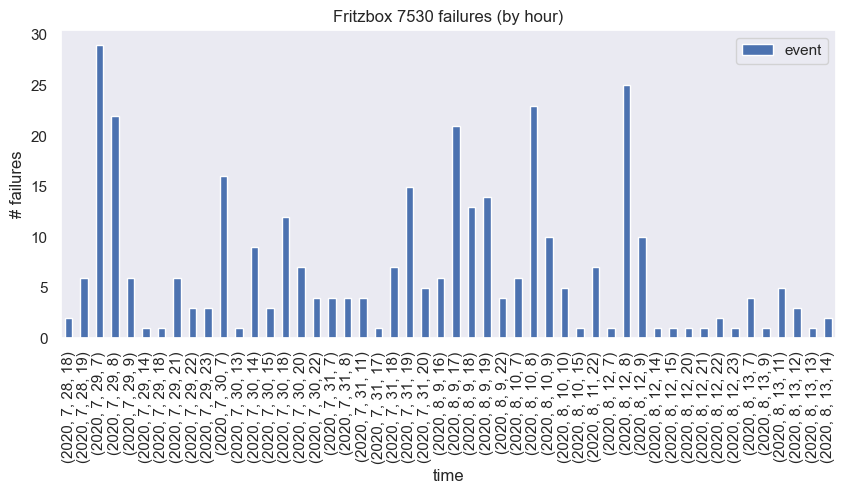 Fritzbox 7530 failures (by hour)
event
30
25
20
15
10
5
0
# failures
(2020, 7, 28, 18)
(2020, 7, 28, 19)
(2020, 7, 29, 7)
(2020, 7, 29, 8)
(2020, 7, 29, 9)
(2020, 7, 29, 14)
(2020, 7, 29, 18)
(2020, 7, 29, 21)
(2020, 7, 29, 22)
(2020, 7, 29, 23)
(2020, 7, 30, 7)
(2020, 7, 30, 13)
(2020, 7, 30, 14)
(2020, 7, 30, 15)
(2020, 7, 30, 18)
(2020, 7, 30, 20)
(2020, 7, 30, 22)
(2020, 7, 31, 7)
(2020, 7, 31, 8)
(2020, 7, 31, 11)
(2020, 7, 31, 17)
(2020, 7, 31, 18)
(2020, 7, 31, 19)
(2020, 7, 31, 20)
(2020, 8, 9, 16)
(2020, 8, 9, 17)
(2020, 8, 9, 18)
(2020, 8, 9, 19)
(2020, 8, 9, 22)
(2020, 8, 10, 7)
(2020, 8, 10, 8)
(2020, 8, 10, 9)
(2020, 8, 10, 10)
(2020, 8, 10, 15)
(2020, 8, 11, 22)
(2020, 8, 12, 7)
(2020, 8, 12, 8)
(2020, 8, 12, 9)
(2020, 8, 12, 14)
(2020, 8, 12, 15)
(2020, 8, 12, 20)
(2020, 8, 12, 21)
(2020, 8, 12, 22)
(2020, 8, 12, 23)
(2020, 8, 13, 7)
(2020, 8, 13, 9)
(2020, 8, 13, 11)
(2020, 8, 13, 12)
(2020, 8, 13, 13)
(2020, 8, 13, 14)
time